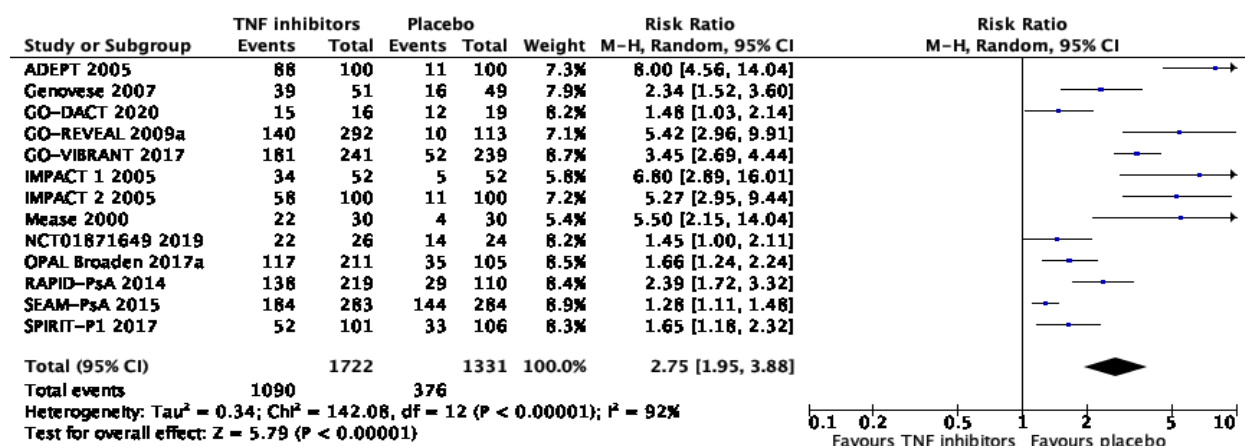 TNF inhibitors Placebo Risk Ratio Risk Ratio
Study or Subgroup Events Total Events Total Weight M-H, Random, 95% CI M-H, Random, 95% CI
ADEPT 2005 88 100 11 100 7.3% 8.00 [4.56, 14.04]
Genovese 2007 39 51 16 49 7.9% 2.34 [1.52, 3.60]
GO-DACT 2020 15 16 12 19 8.2% 1.48 [1.03, 2.14]
GO-REVEAL 2009a 140 292 10 113 7.1% 5.42 [2.96, 9.91]
GO-VIBRANT 2017 181 241 52 239 8.7% 3.45 [2.69, 4.44]
IMPACT 1 2005 34 52 5 52 5.8% 6.80 [2.89, 16.01]
IMPACT 2 2005 58 100 11 100 7.2% 5.27 [2.95, 9.44]
Mease 2000 22 30 4 30 5.4% 5.50 [2.15, 14.04]
NCT01871649 2019 22 26 14 24 8.2% 1.45 [1.00, 2.11]
OPAL Broaden 2017a 117 211 35 105 8.5% 1.66 [1.24, 2.24]
RAPID-PsA 2014 138 219 29 110 8.4% 2.39 [1.72, 3.32]
SEAM-PsA 2015 184 283 144 284 8.9% 1.28 [1.11, 1.48]
SPIRIT-P1 2017 52 101 33 106 8.3% 1.65 [1.18, 2.32]
Total (95% CI) 1722 1331 100.0% 2.75 [1.95, 3.88]
Total events 1090 376
Heterogeneity: Tau² = 0.34; Chi² = 142.08, df = 12 (P < 0.00001); I² = 92%
Test for overall effect: Z = 5.79 (P < 0.00001)
0.1 0.2 0.5 1 2 5 10
Favours TNF inhibitors Favours placebo